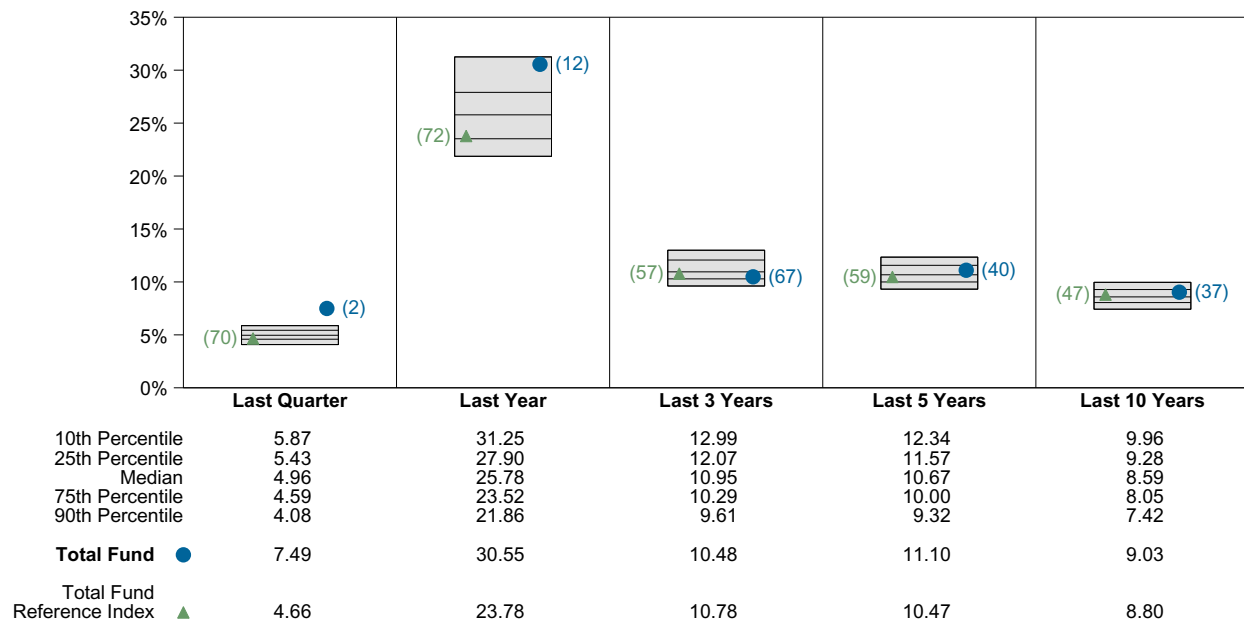 35%
30%
25%
20%
15%
10%
5%
0%
(70)
(2)
(72)
(12)
(57)
(67)
(59)
(40)
(47)
(37)
Last Quarter Last Year Last 3 Years Last 5 Years Last 10 Years
10th Percentile 5.87 31.25 12.99 12.34 9.96
25th Percentile 5.43 27.90 12.07 11.57 9.28
Median 4.96 25.78 10.95 10.67 8.59
75th Percentile 4.59 23.52 10.29 10.00 8.05
90th Percentile 4.08 21.86 9.61 9.32 7.42
Total Fund 7.49 30.55 10.48 11.10 9.03
Total Fund
Reference Index 4.66 23.78 10.78 10.47 8.80